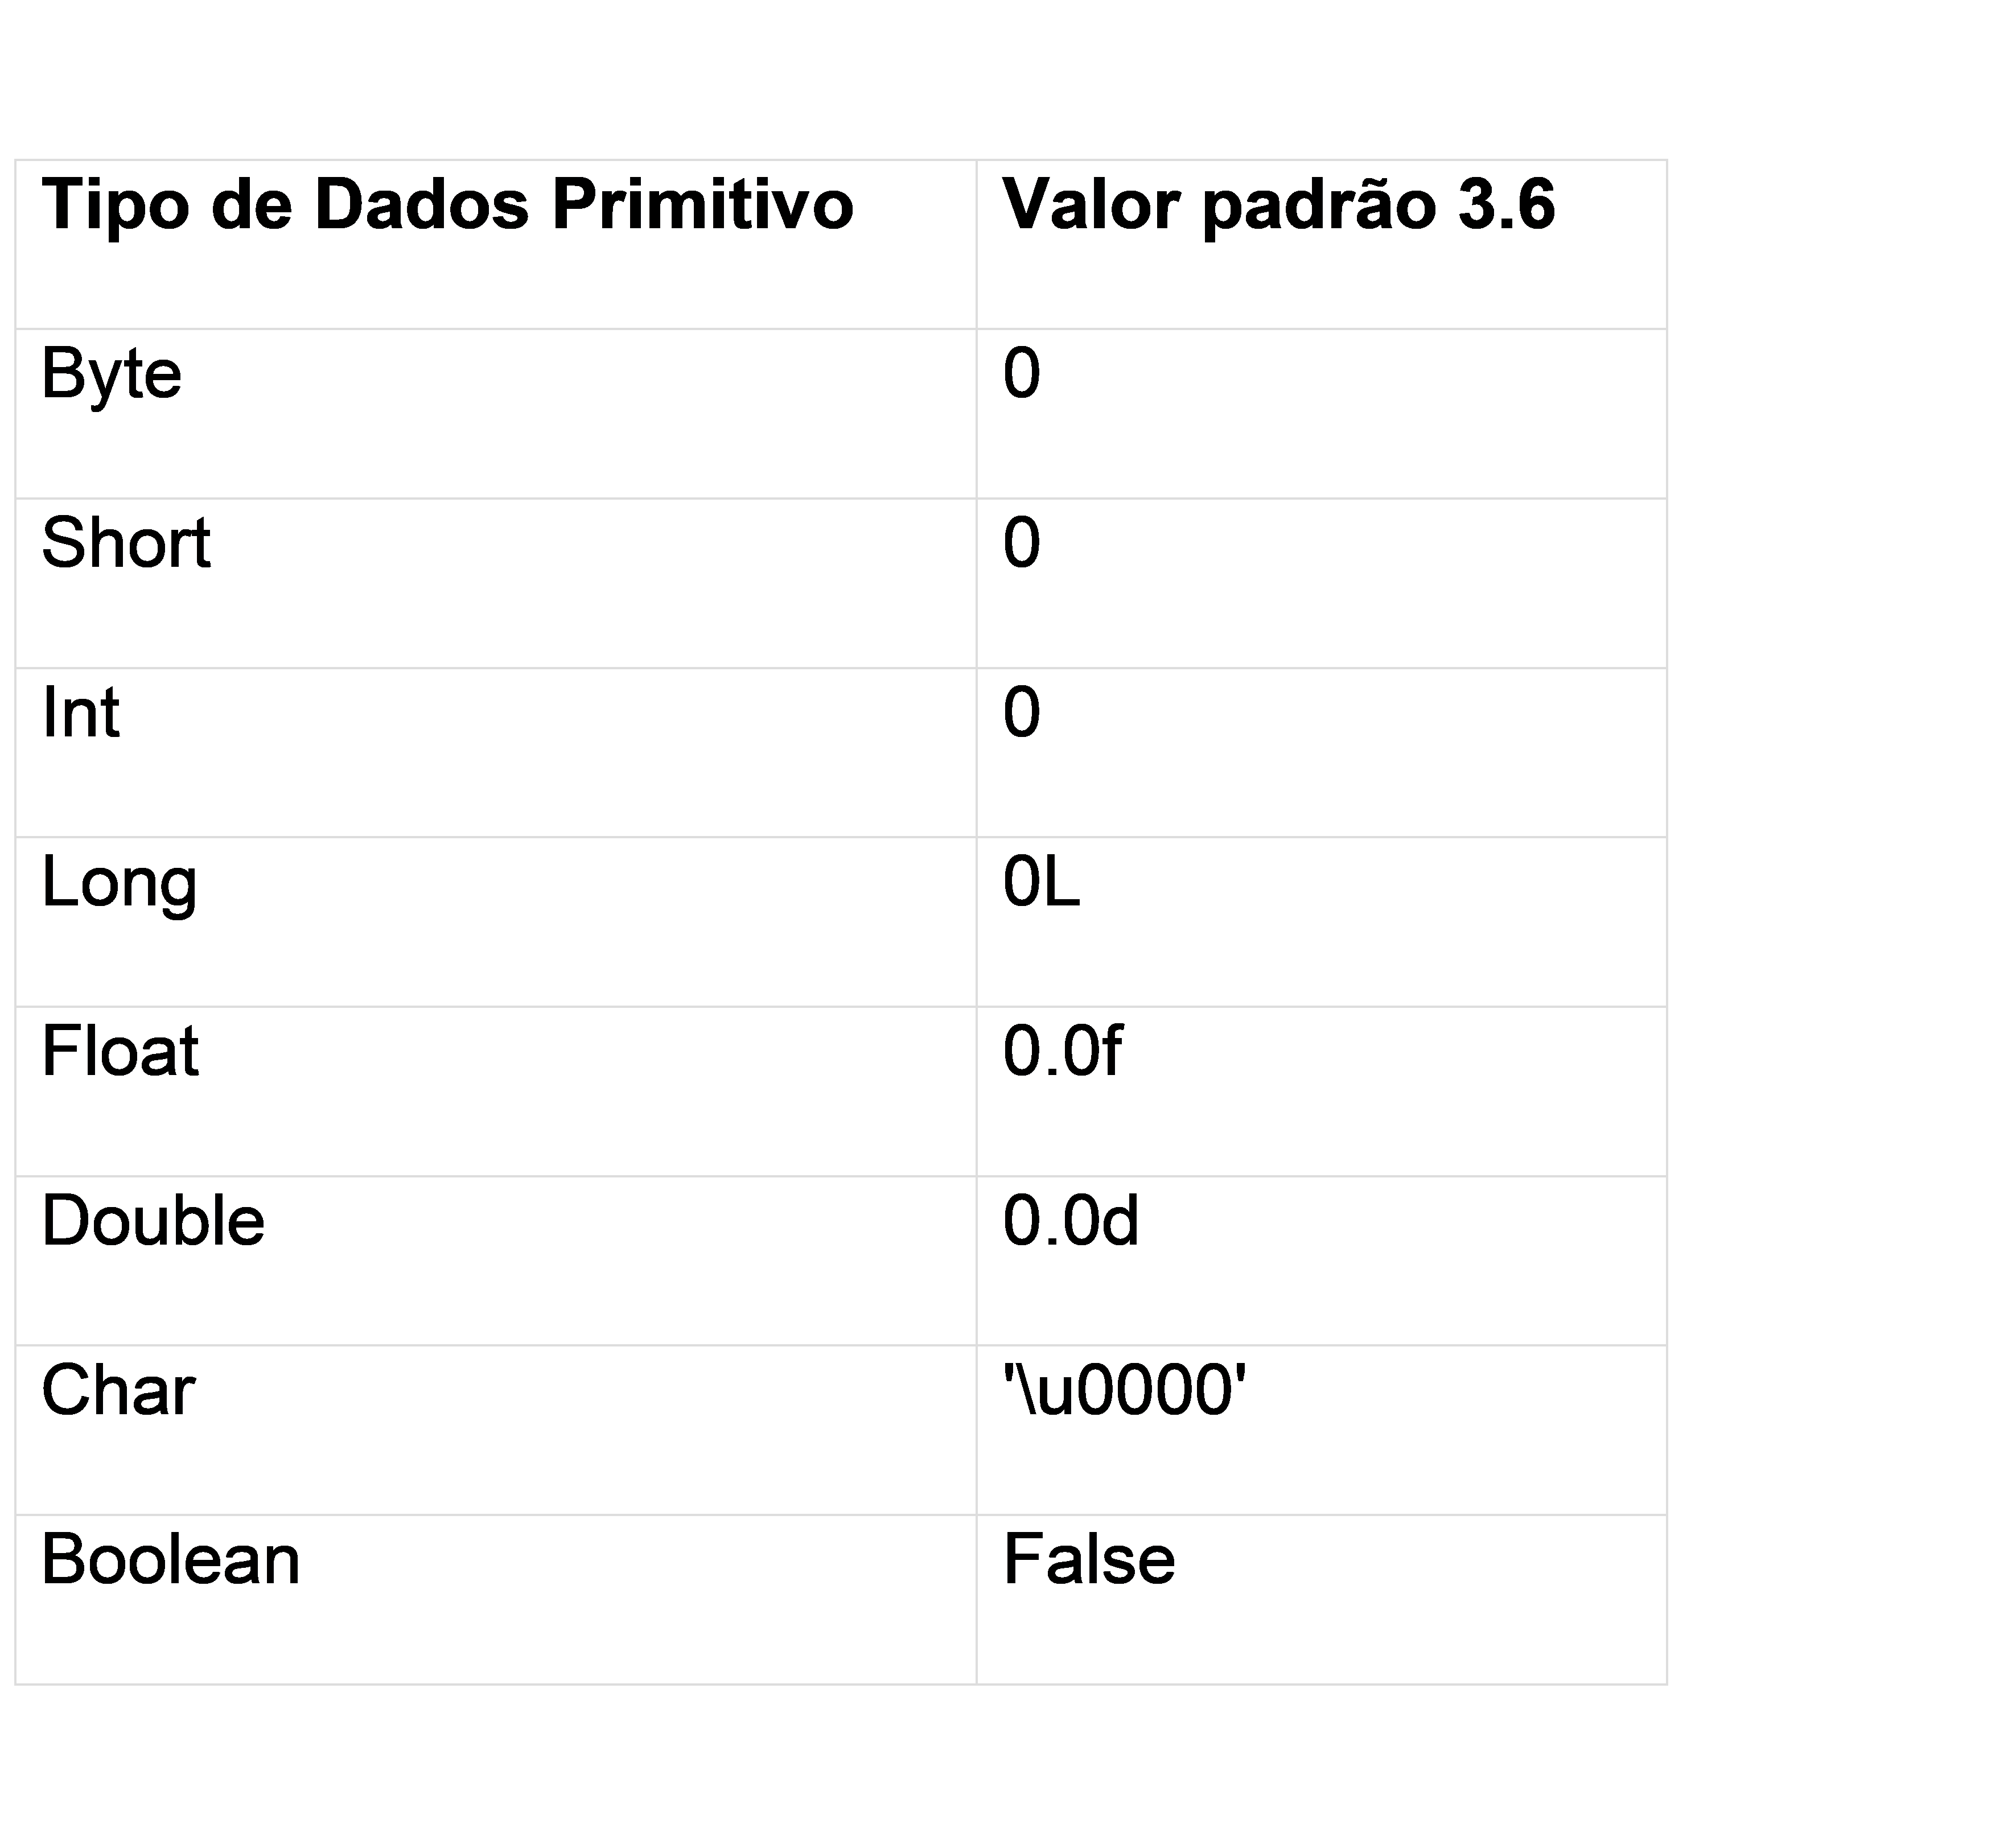 Tipo de Dados Primitivo Valor padrão 3.6
Byte 0
Short 0
Int 0
Long 0L
Float 0.0f
Double 0.0d
Char '\u0000'
Boolean False